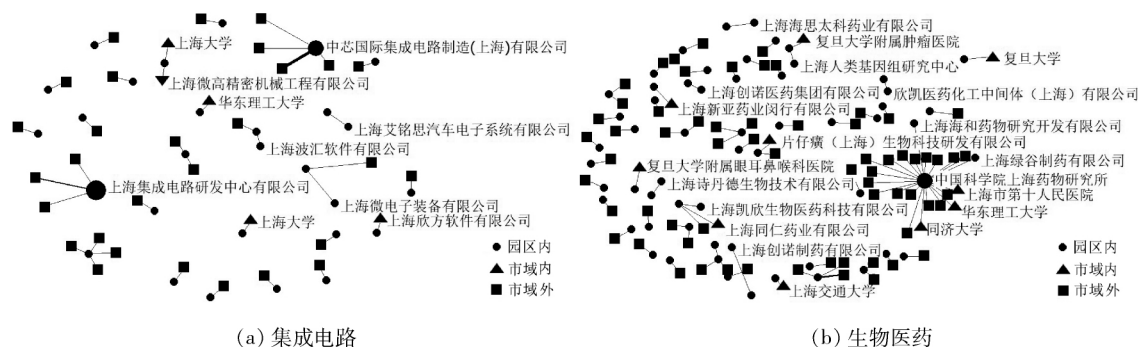 上海大学
中芯国际集成电路制造(上海)有限公司
上海微高精密机械工程有限公司
华东理工大学
上海艾铭思汽车电子系统有限公司
上海波汇软件有限公司
上海集成电路研发中心有限公司
上海微电子装备有限公司
上海大学
上海欣方软件有限公司
园区内
市域内
市域外
(a) 集成电路
上海海思太科药业有限公司
复旦大学附属肿瘤医院
复旦大学
上海人类基因组研究中心
上海创诺医药集团有限公司
欣凯医药化工中间体（上海）有限公司
上海新亚药业闵行有限公司
上海海和药物研究开发有限公司
片仔癀（上海）生物科技研发有限公司
上海绿谷制药有限公司
复旦大学附属眼耳鼻喉科医院
中国科学院上海药物研究所
上海诗丹德生物技术有限公司
上海市第十人民医院
上海凯欣生物医药科技有限公司
华东理工大学
上海同仁药业有限公司
同济大学
上海创诺制药有限公司
上海交通大学
园区内
市域内
市域外
(b) 生物医药